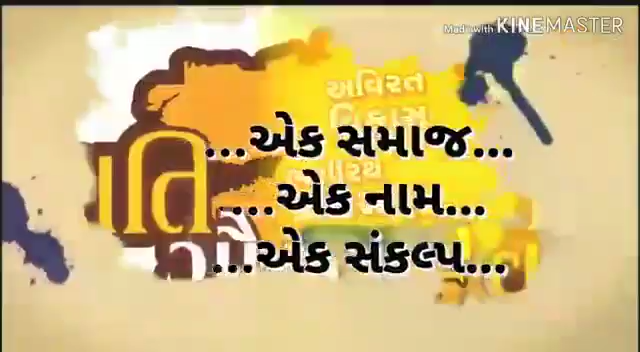 Made with KINEMASTER
અવિરત
વિકાસ
...એક સમાજ...
...એક નામ...
...એક સંકલ્પ...